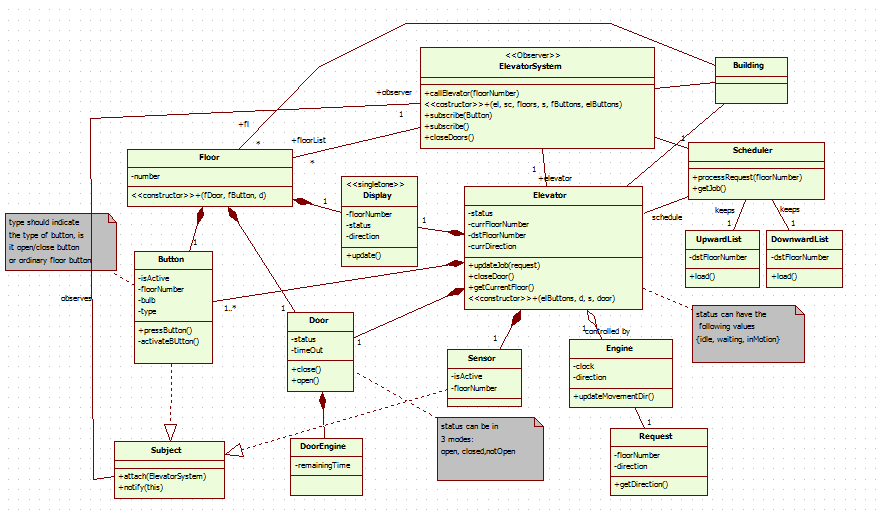 <<Observer>>
ElevatorSystem
+callElevator(floorNumber)
<<costructor>>+(el, sc, floors, s, fButtons, elButtons)
+subscribe(Button)
+subscribe()
+closeDoors()
Building
+observer
1
+fl
*
+floorList
*
1
+elevator
1
Floor
-number
<<constructor>>+(fDoor, fButton, d)
<<singletone>>
Display
-floorNumber
-status
-direction
+update()
1
1
Elevator
-status
-currFloorNumber
-dstFloorNumber
-currDirection
+updateJob(request)
+closeDoor()
+getCurrentFloor()
<<constructor>>+(elButtons, d, s, door)
Scheduler
+processRequest(floorNumber)
+getJob()
schedule
keeps
1
keeps
1
UpwardList
-dstFloorNumber
+load()
DownwardList
-dstFloorNumber
+load()
type should indicate
the type of button, is
it open/close button
or ordinary floor button
1
Button
-isActive
-floorNumber
-bulb
-type
+pressButton()
-activateBUtton()
observes
1..*
1
Door
-status
-timeOut
+close()
+open()
1
1
Sensor
-isActive
-floorNumber
1
controlled by
Engine
-clock
-direction
+updateMovementDir()
status can have the
following values
{idle, waiting, inMotion}
1
Request
-floorNumber
-direction
+getDirection()
status can be in
3 modes:
open, closed,notOpen
DoorEngine
-remainingTime
Subject
+attach(ElevatorSystem)
+notify(this)